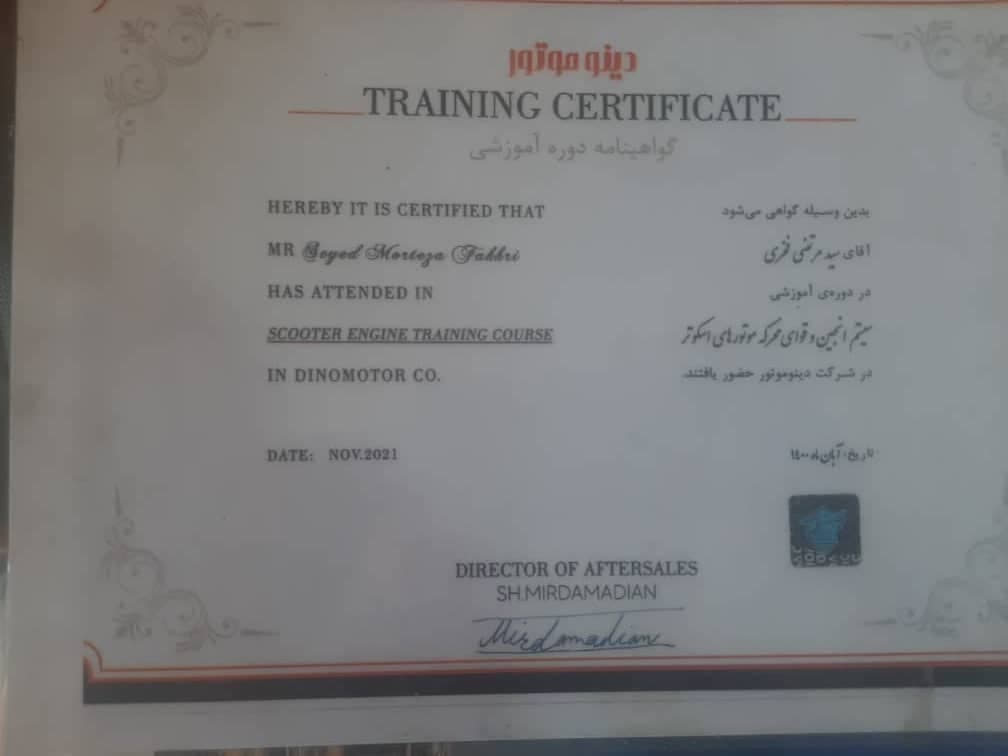 دینو موتور
TRAINING CERTIFICATE
گواهینامه دوره آموزشی
HEREBY IT IS CERTIFIED THAT
بدین وسیله گواهی می‌شود
MR Seyed Morteza Fakhri
آقای سید مرتضی فخری
HAS ATTENDED IN
در دوره‌ی آموزشی
SCOOTER ENGINE TRAINING COURSE
سیستم انجین و قوای محرکه موتورهای اسکوتر
IN DINOMOTOR CO.
در شرکت دینوموتور حضور یافتند.
DATE: NOV.2021
تاریخ: آبان ماه ۱۴۰۰
DIRECTOR OF AFTERSALES
SH.MIRDAMADIAN
Mirdamadian